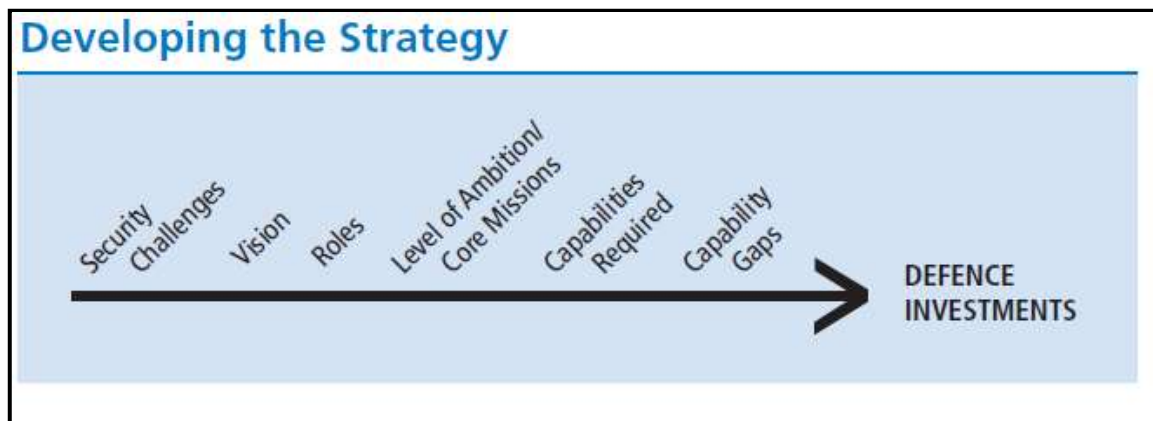 Developing the Strategy
Security
Challenges
Vision
Roles
Level of Ambition/
Core Missions
Capabilities
Required
Capability
Gaps
DEFENCE
INVESTMENTS